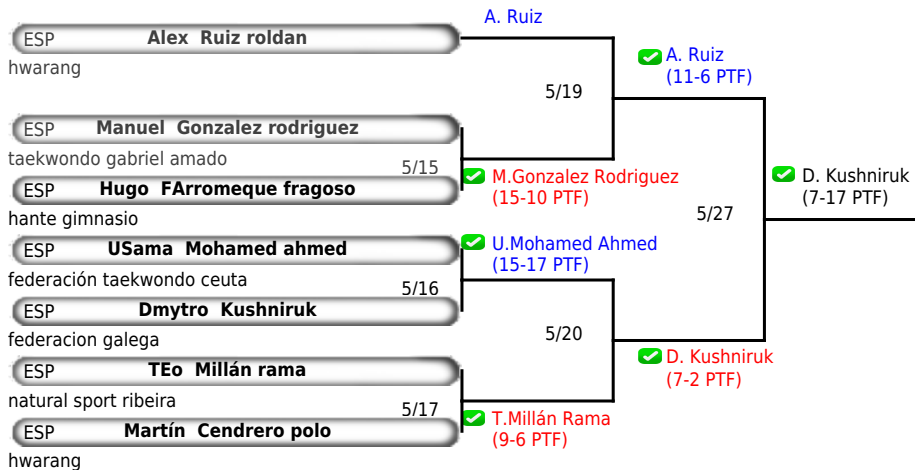 A. Ruiz
ESP Alex Ruiz roldan
hwarang
A. Ruiz
(11-6 PTF)
5/19
ESP Manuel Gonzalez rodriguez
taekwondo gabriel amado
5/15
M.Gonzalez Rodriguez
(15-10 PTF)
ESP Hugo FArromeque fragoso
hante gimnasio
D. Kushniruk
(7-17 PTF)
5/27
ESP USama Mohamed ahmed
federación taekwondo ceuta
U.Mohamed Ahmed
(15-17 PTF)
5/16
ESP Dmytro Kushniruk
federacion galega
5/20
D. Kushniruk
(7-2 PTF)
ESP TEo Millán rama
natural sport ribeira
5/17
T.Millán Rama
(9-6 PTF)
ESP Martín Cendrero polo
hwarang